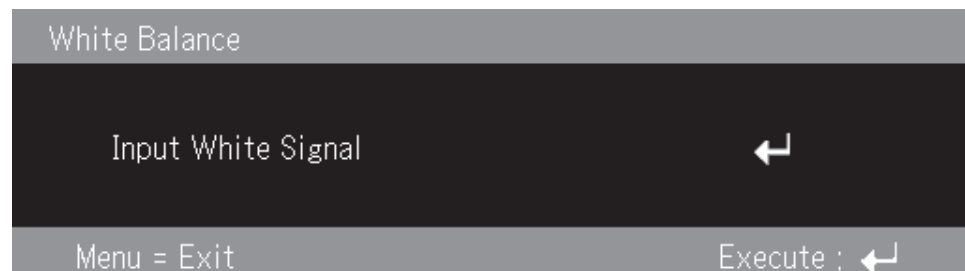 White Balance
Input White Signal ↵
Menu = Exit Execute : ↵